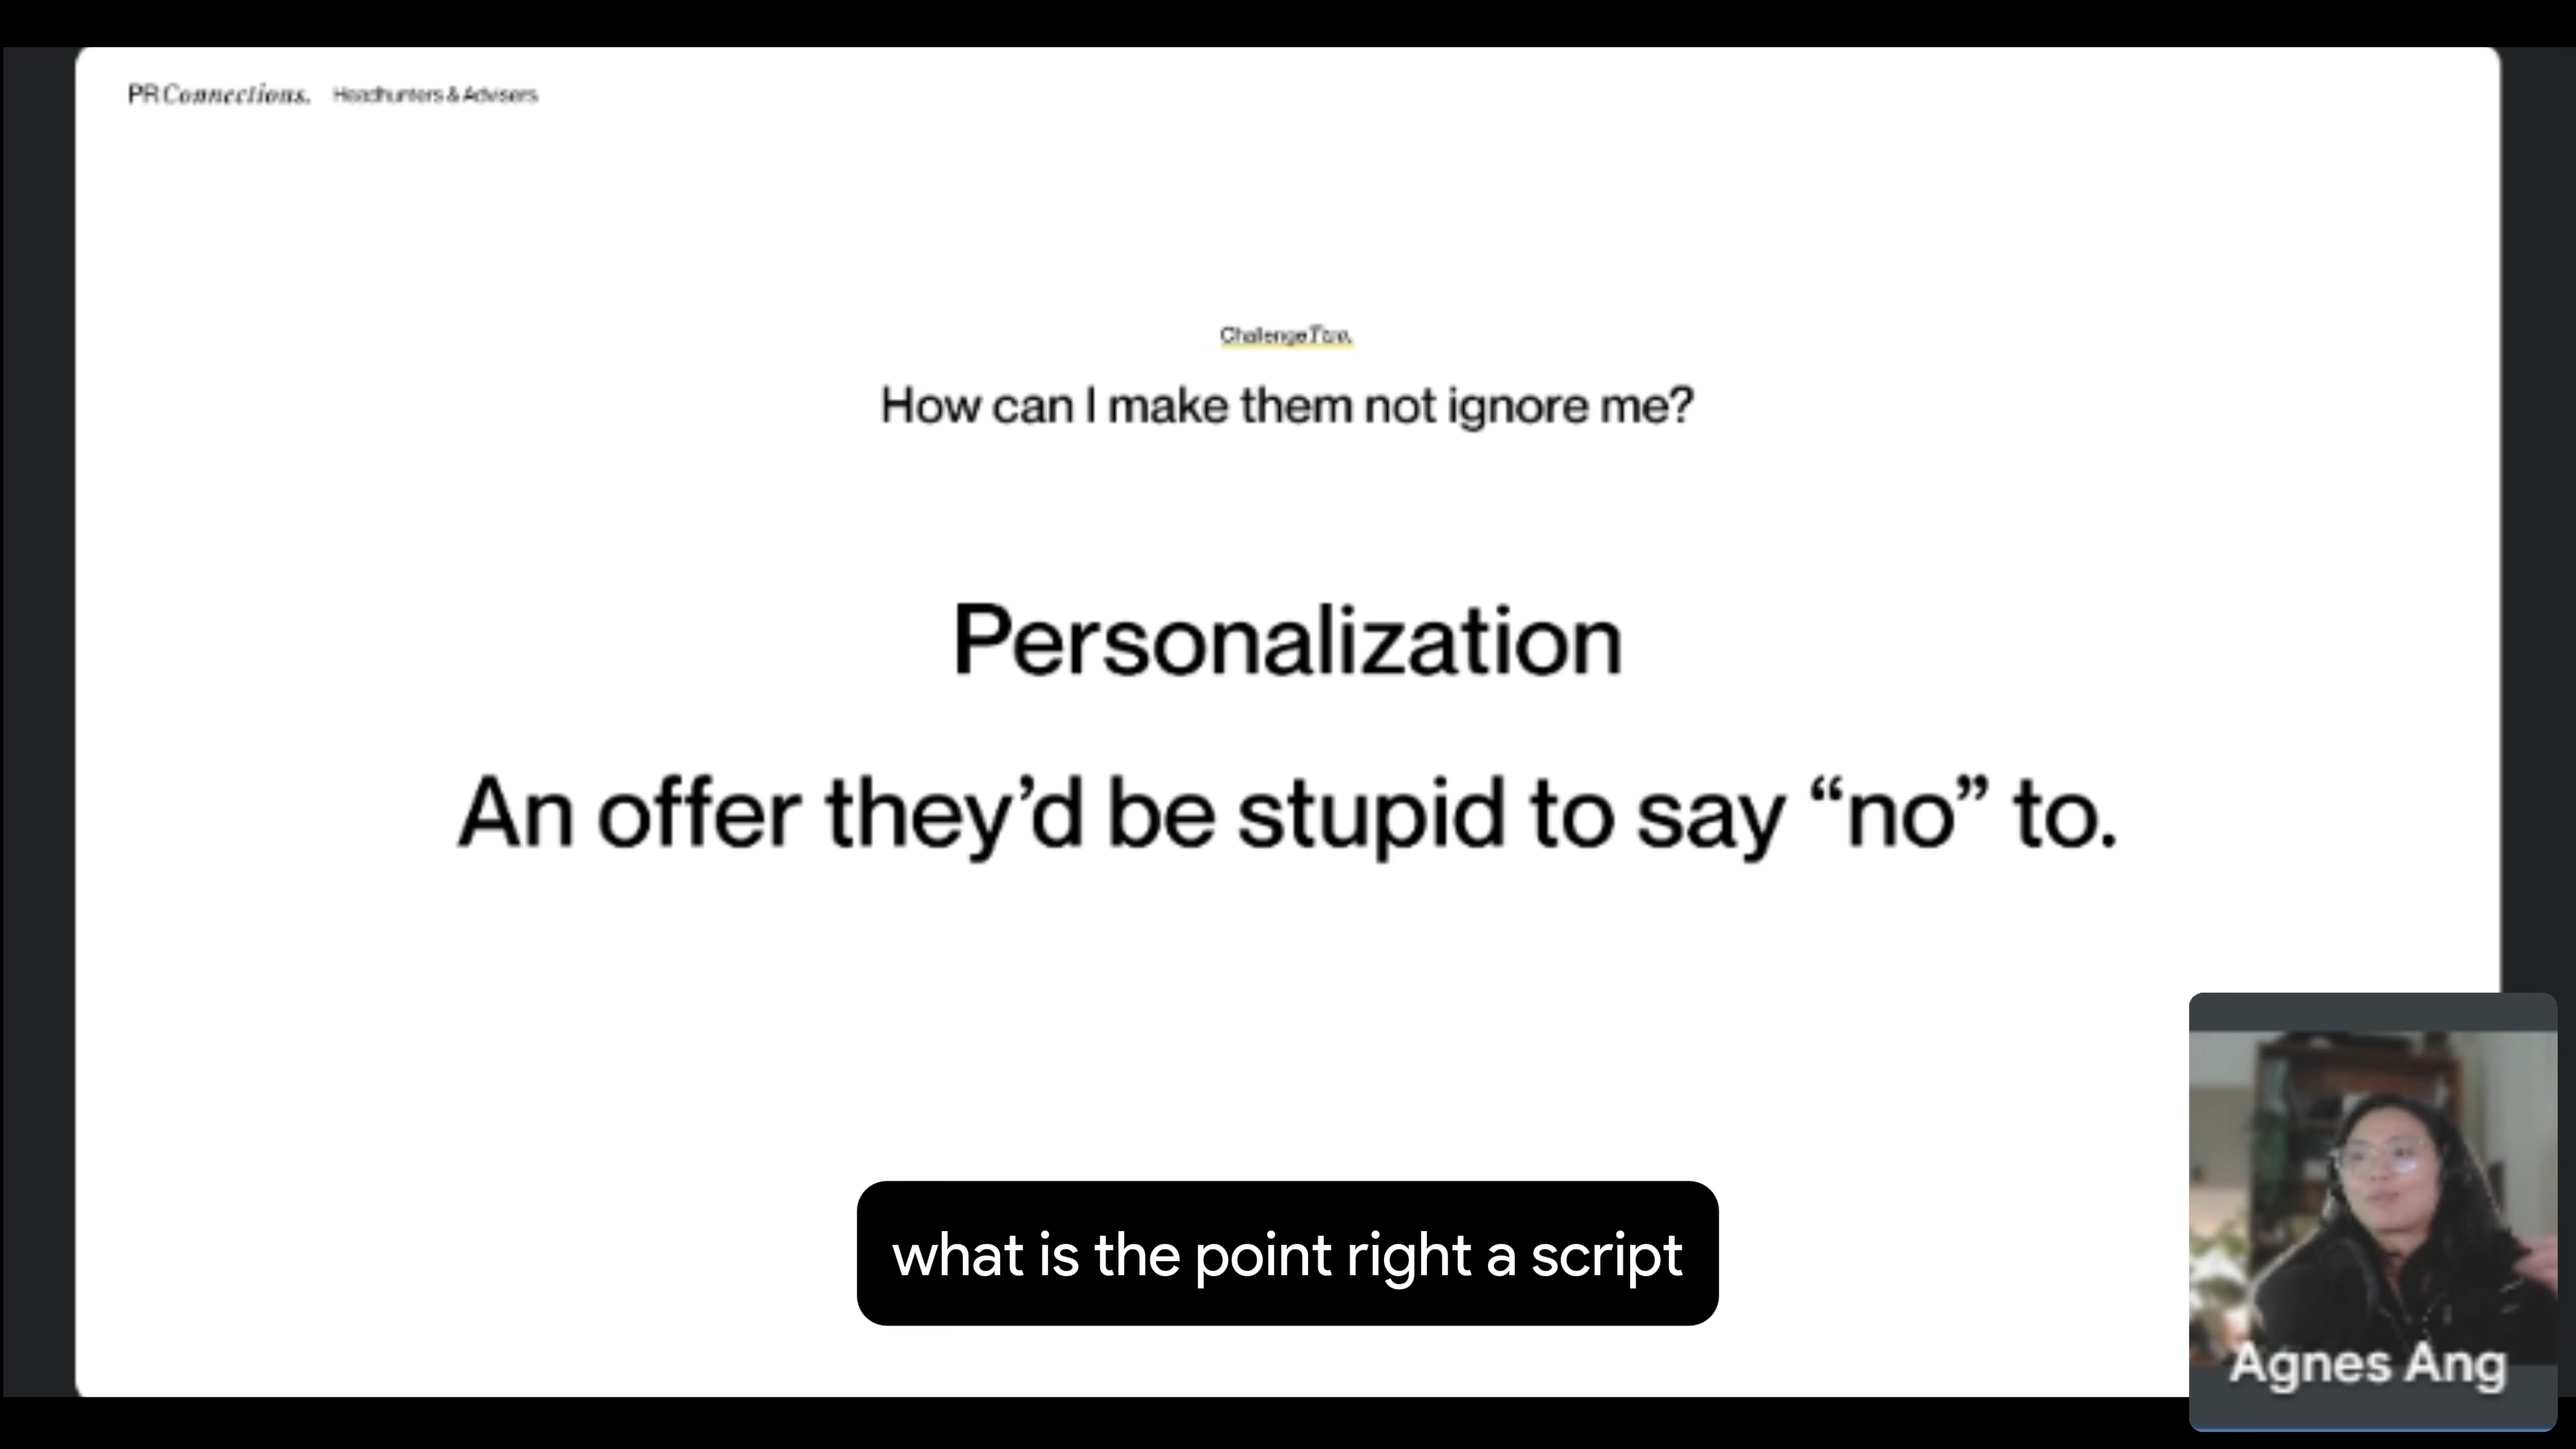 PR Connections. Headhunters & Advisers
Challenge Two.
How can I make them not ignore me?
Personalization
An offer they’d be stupid to say “no” to.
what is the point right a script
Agnes Ang